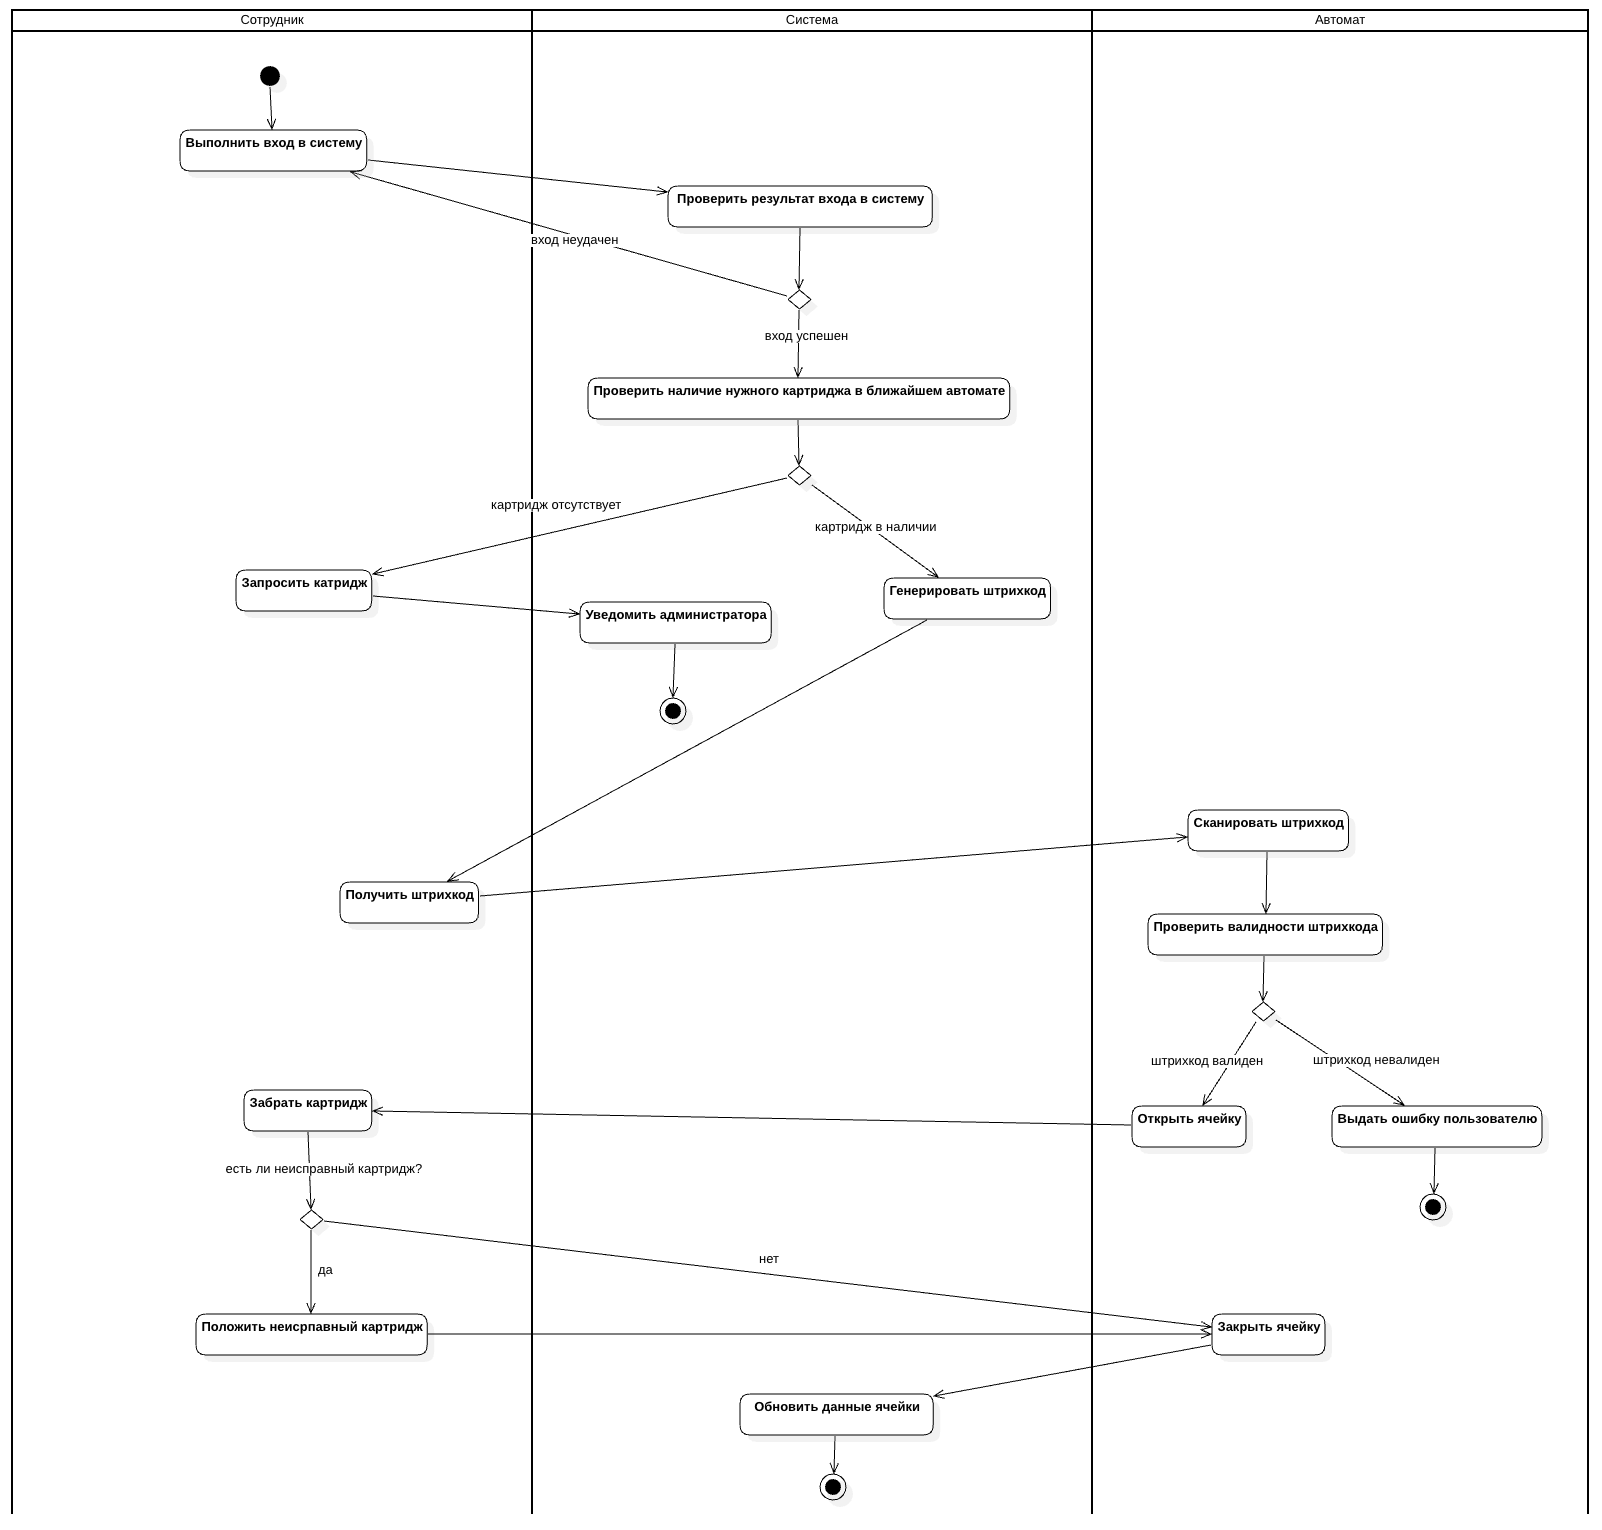 Сотрудник
Система
Автомат
Выполнить вход в систему
Проверить результат входа в систему
вход неудачен
вход успешен
Проверить наличие нужного картриджа в ближайшем автомате
картридж отсутствует
картридж в наличии
Запросить катридж
Генерировать штрихкод
Уведомить администратора
Сканировать штрихкод
Получить штрихкод
Проверить валидности штрихкода
штрихкод валиден
штрихкод невалиден
Забрать картридж
Открыть ячейку
Выдать ошибку пользователю
есть ли неисправный картридж?
нет
да
Положить неисрпавный картридж
Закрыть ячейку
Обновить данные ячейки